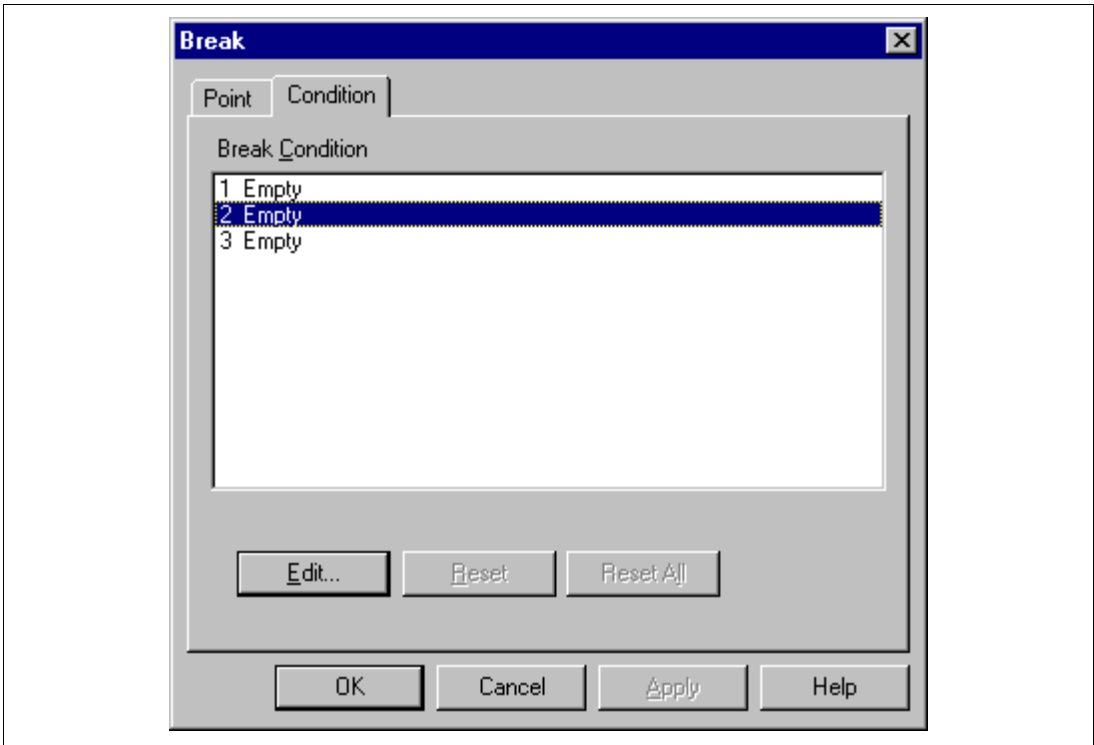 Break
Point Condition
Break Condition
1 Empty
2 Empty
3 Empty
Edit... Reset Reset All
OK Cancel Apply Help